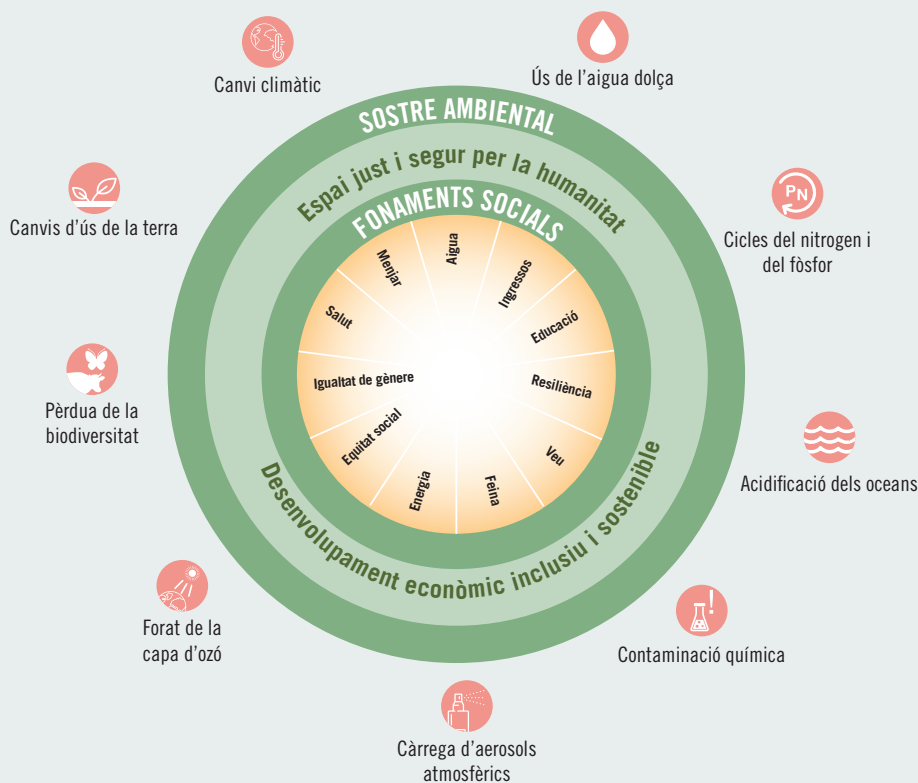 Canvi climàtic
Ús de l'aigua dolça
Canvis d'ús de la terra
PN
Cicles del nitrogen i
del fòsfor
Pèrdua de la
biodiversitat
Acidificació dels oceans
Forat de la
capa d'ozó
Contaminació química
!
Càrrega d'aerosols
atmosfèrics
SOSTRE AMBIENTAL
Espai just i segur per la humanitat
FONAMENTS SOCIALS
Aigua
Ingressos
Educació
Resiliència
Veu
Feina
Energia
Equitat social
Igualtat de gènere
Salut
Menjar
Desenvolupament econòmic inclusiu i sostenible